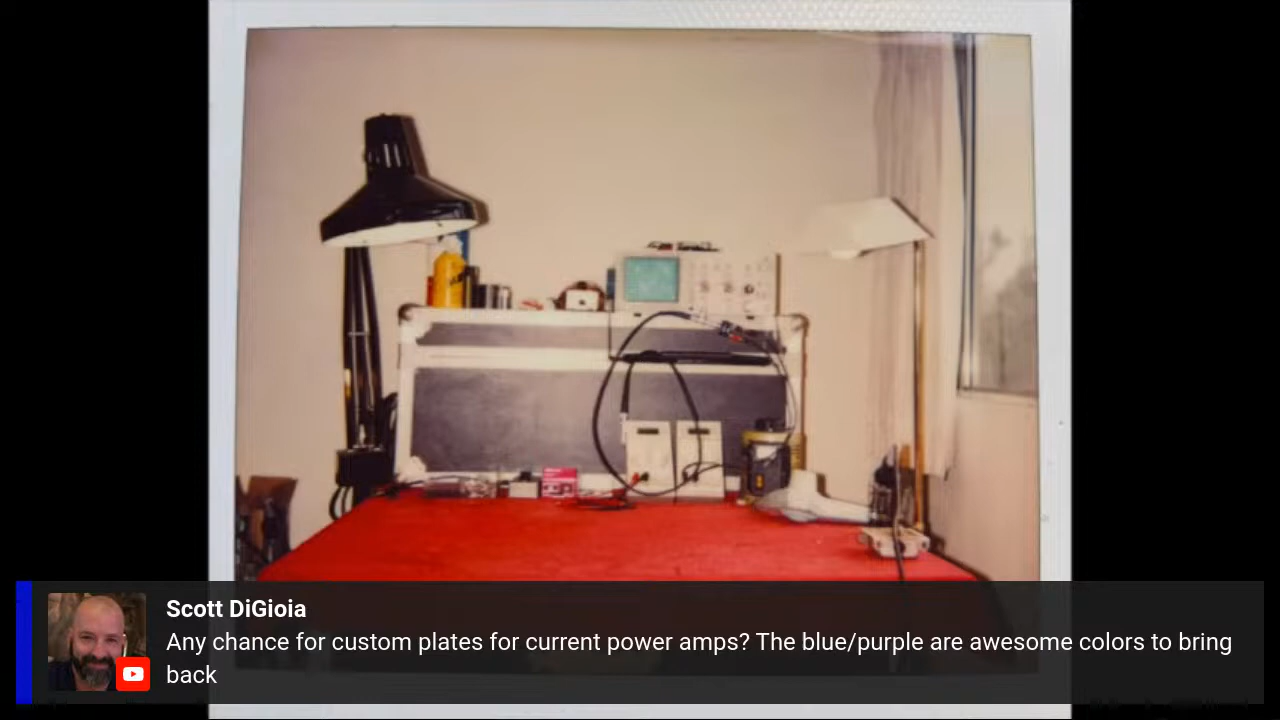 Scott DiGioia
Any chance for custom plates for current power amps? The blue/purple are awesome colors to bring
back